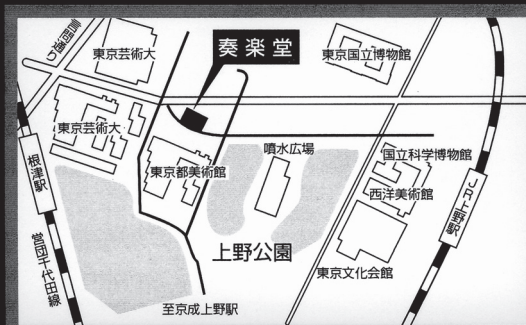 言問通り
東京芸術大
奏楽堂
東京国立博物館
東京芸術大
根津駅
東京都美術館
噴水広場
国立科学博物館
西洋美術館
JR上野駅
上野公園
営団千代田線
東京文化会館
至京成上野駅